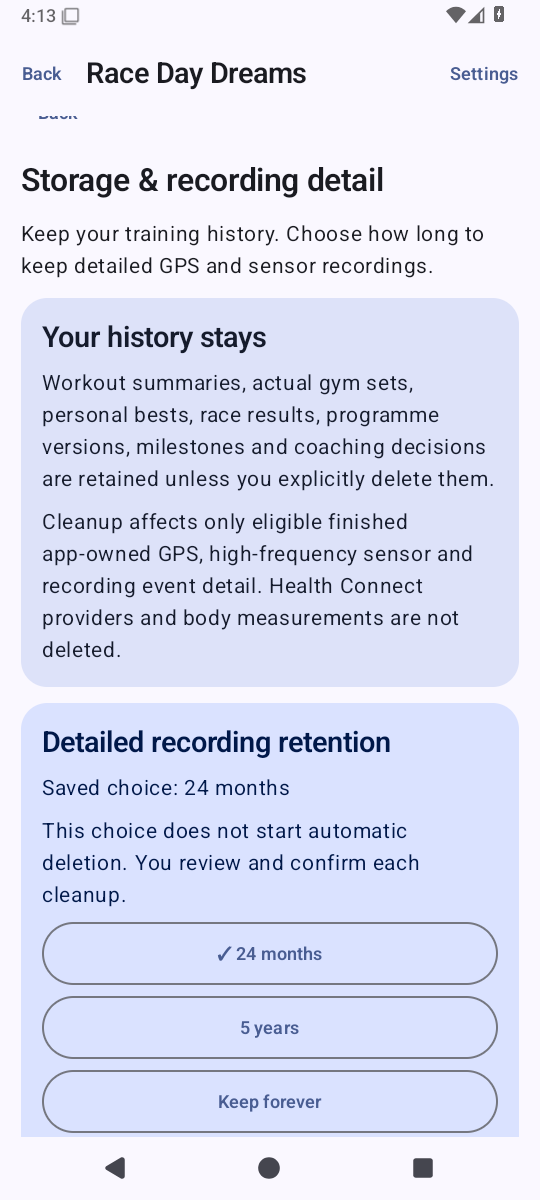 4:13
Back
Race Day Dreams
Settings
Back
Storage & recording detail
Keep your training history. Choose how long to
keep detailed GPS and sensor recordings.
Your history stays
Workout summaries, actual gym sets,
personal bests, race results, programme
versions, milestones and coaching decisions
are retained unless you explicitly delete them.
Cleanup affects only eligible finished
app-owned GPS, high-frequency sensor and
recording event detail. Health Connect
providers and body measurements are not
deleted.
Detailed recording retention
Saved choice: 24 months
This choice does not start automatic
deletion. You review and confirm each
cleanup.
✓ 24 months
5 years
Keep forever